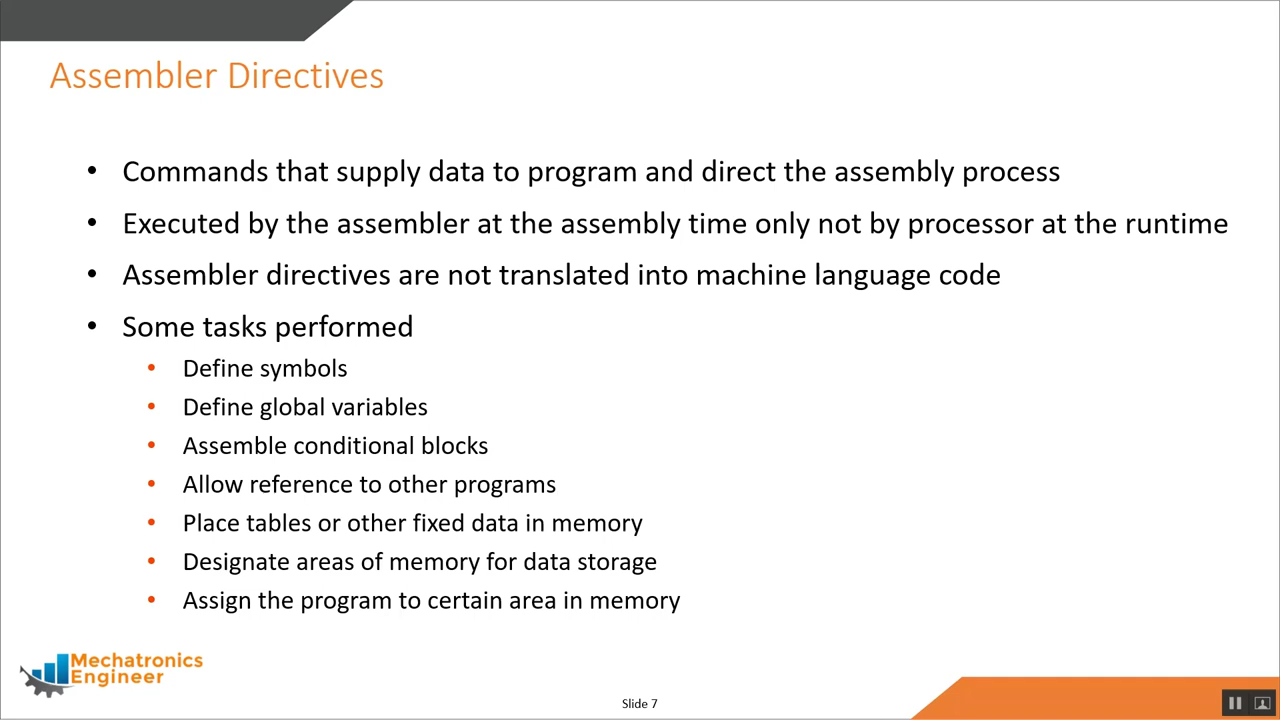 Assembler Directives
• Commands that supply data to program and direct the assembly process
• Executed by the assembler at the assembly time only not by processor at the runtime
• Assembler directives are not translated into machine language code
• Some tasks performed
• Define symbols
• Define global variables
• Assemble conditional blocks
• Allow reference to other programs
• Place tables or other fixed data in memory
• Designate areas of memory for data storage
• Assign the program to certain area in memory
Mechatronics
Engineer
Slide 7